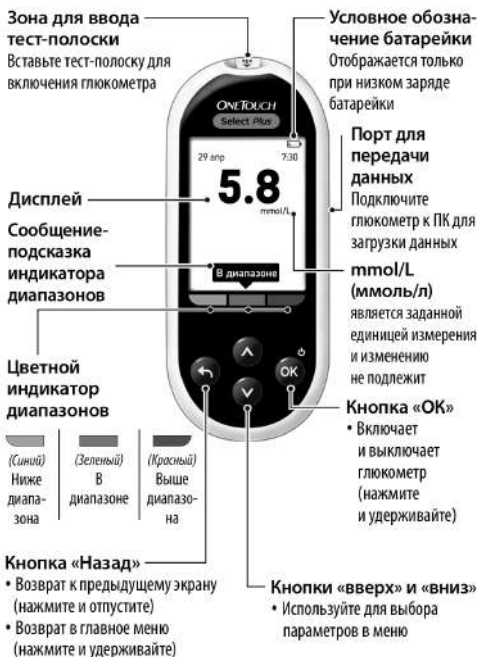 Зона для ввода
тест-полоски
Вставьте тест-полоску для
включения глюкометра
Условное обозна-
чение батарейки
Отображается только
при низком заряде
батарейки
ONETOUCH
Select Plus
29 апр 7:30
5.8
mmol/L
В диапазоне
OK
Порт для
передачи
данных
Подключите
глюкометр к ПК для
загрузки данных
Дисплей
Сообщение-
подсказка
индикатора
диапазонов
mmol/L
(ммоль/л)
является заданной
единицей измерения
и изменению
не подлежит
Цветной
индикатор
диапазонов
(Синий)
Ниже
диапа-
зона
(Зеленый)
В
диапазоне
(Красный)
Выше
диапазо-
на
Кнопка «ОК»
• Включает
и выключает
глюкометр
(нажмите
и удерживайте)
Кнопка «Назад»
• Возврат к предыдущему экрану
(нажмите и отпустите)
• Возврат в главное меню
(нажмите и удерживайте)
Кнопки «вверх» и «вниз»
• Используйте для выбора
параметров в меню